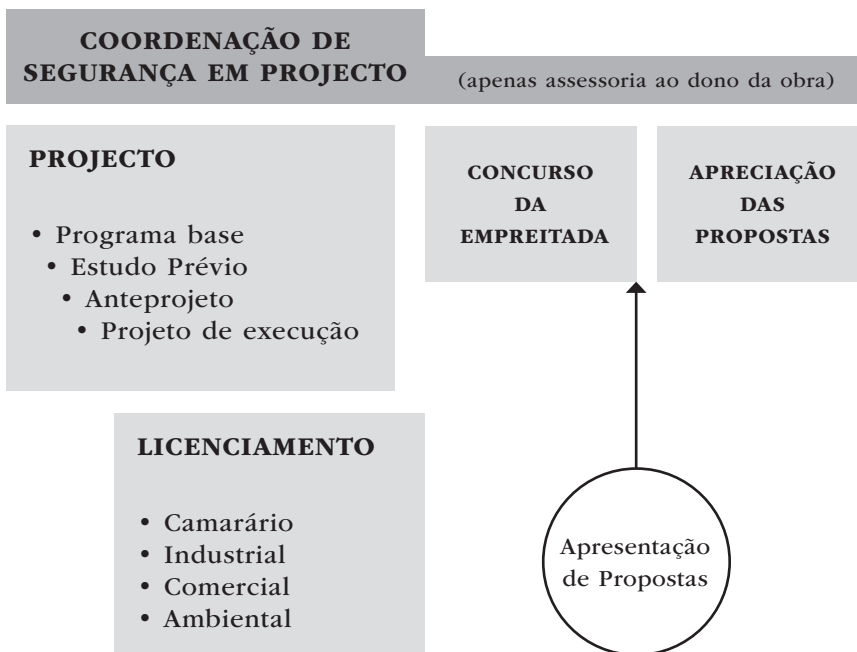 COORDENAÇÃO DE
SEGURANÇA EM PROJECTO
(apenas assessoria ao dono da obra)
PROJECTO
• Programa base
• Estudo Prévio
• Anteprojeto
• Projeto de execução
CONCURSO
DA
EMPREITADA
APRECIAÇÃO
DAS
PROPOSTAS
LICENCIAMENTO
• Camarário
• Industrial
• Comercial
• Ambiental
Apresentação
de Propostas